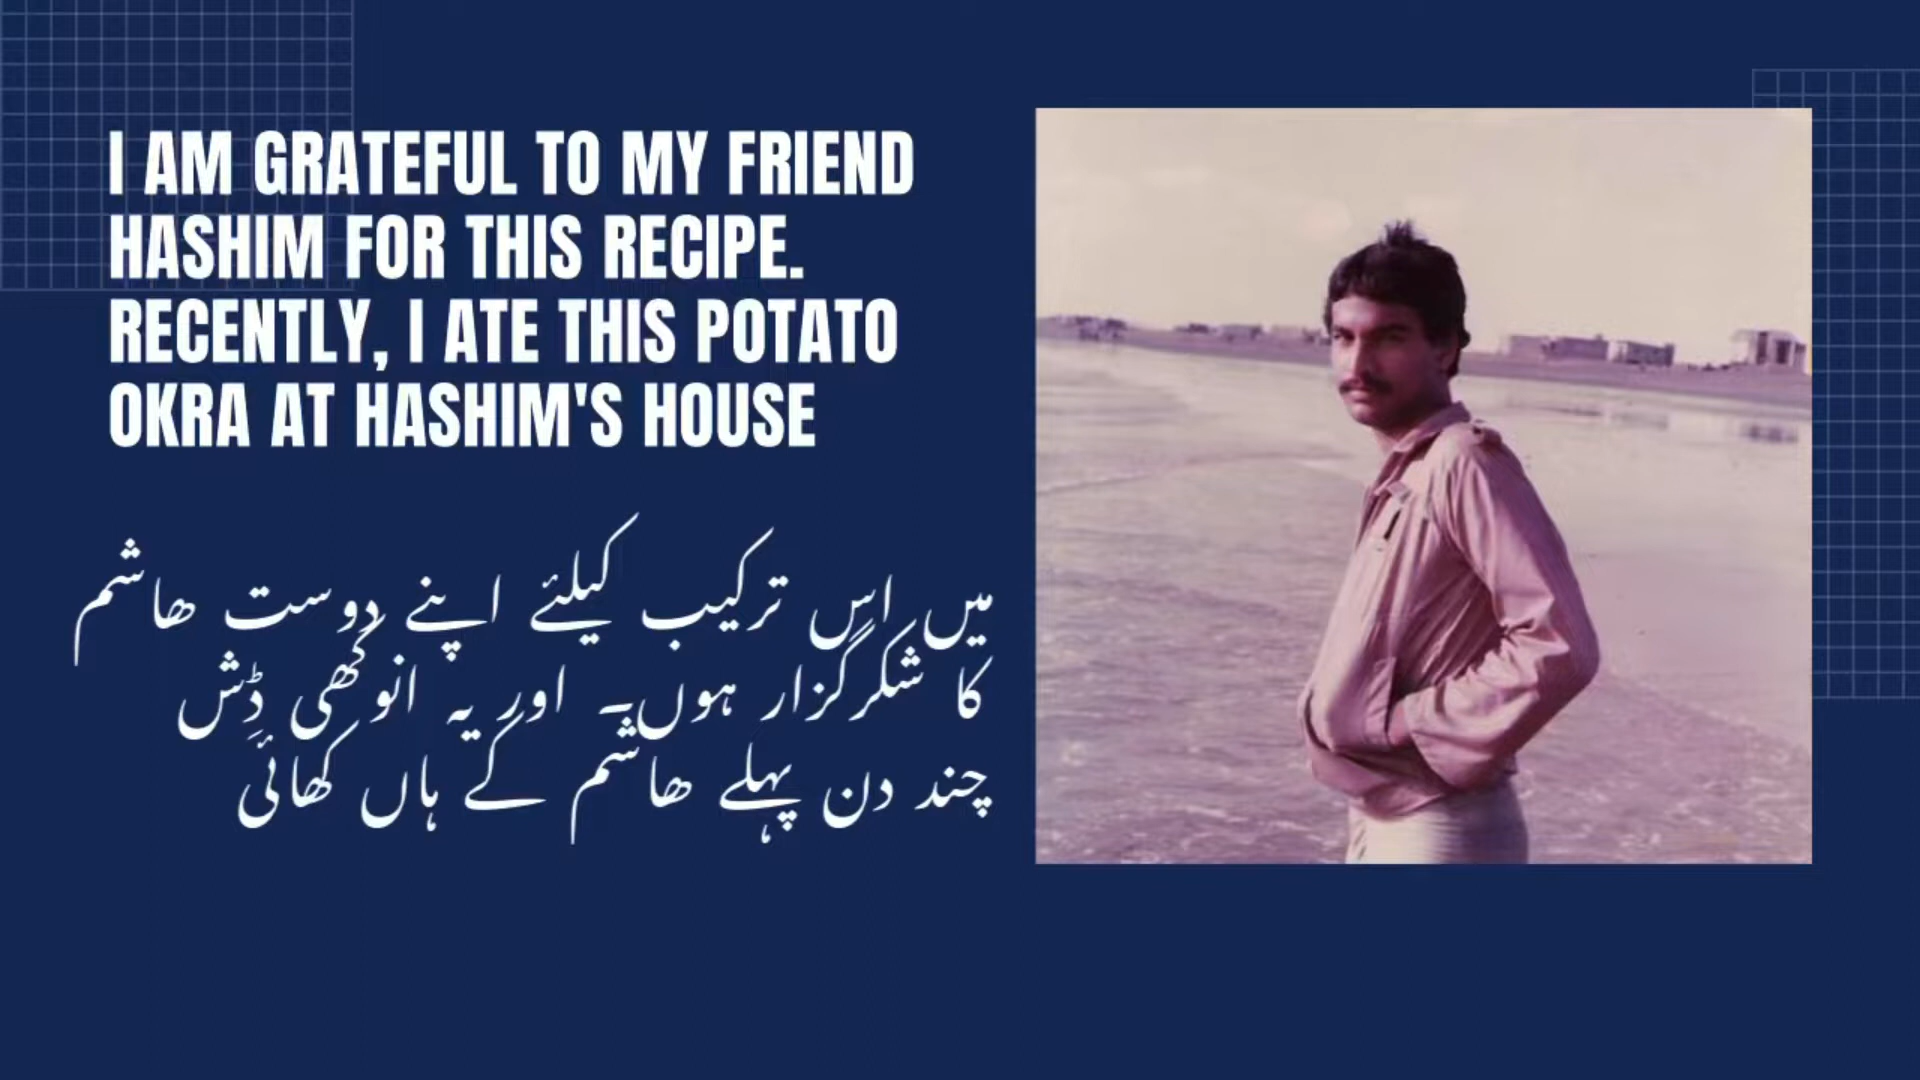 I AM GRATEFUL TO MY FRIEND
HASHIM FOR THIS RECIPE.
RECENTLY, I ATE THIS POTATO
OKRA AT HASHIM'S HOUSE
میں اس ترکیب کیلئے اپنے دوست ھاشم
کا شکرگزار ہوں۔ اور یہ انوکھی ڈِش
چند دن پہلے ھاشم کے ہاں کھائی